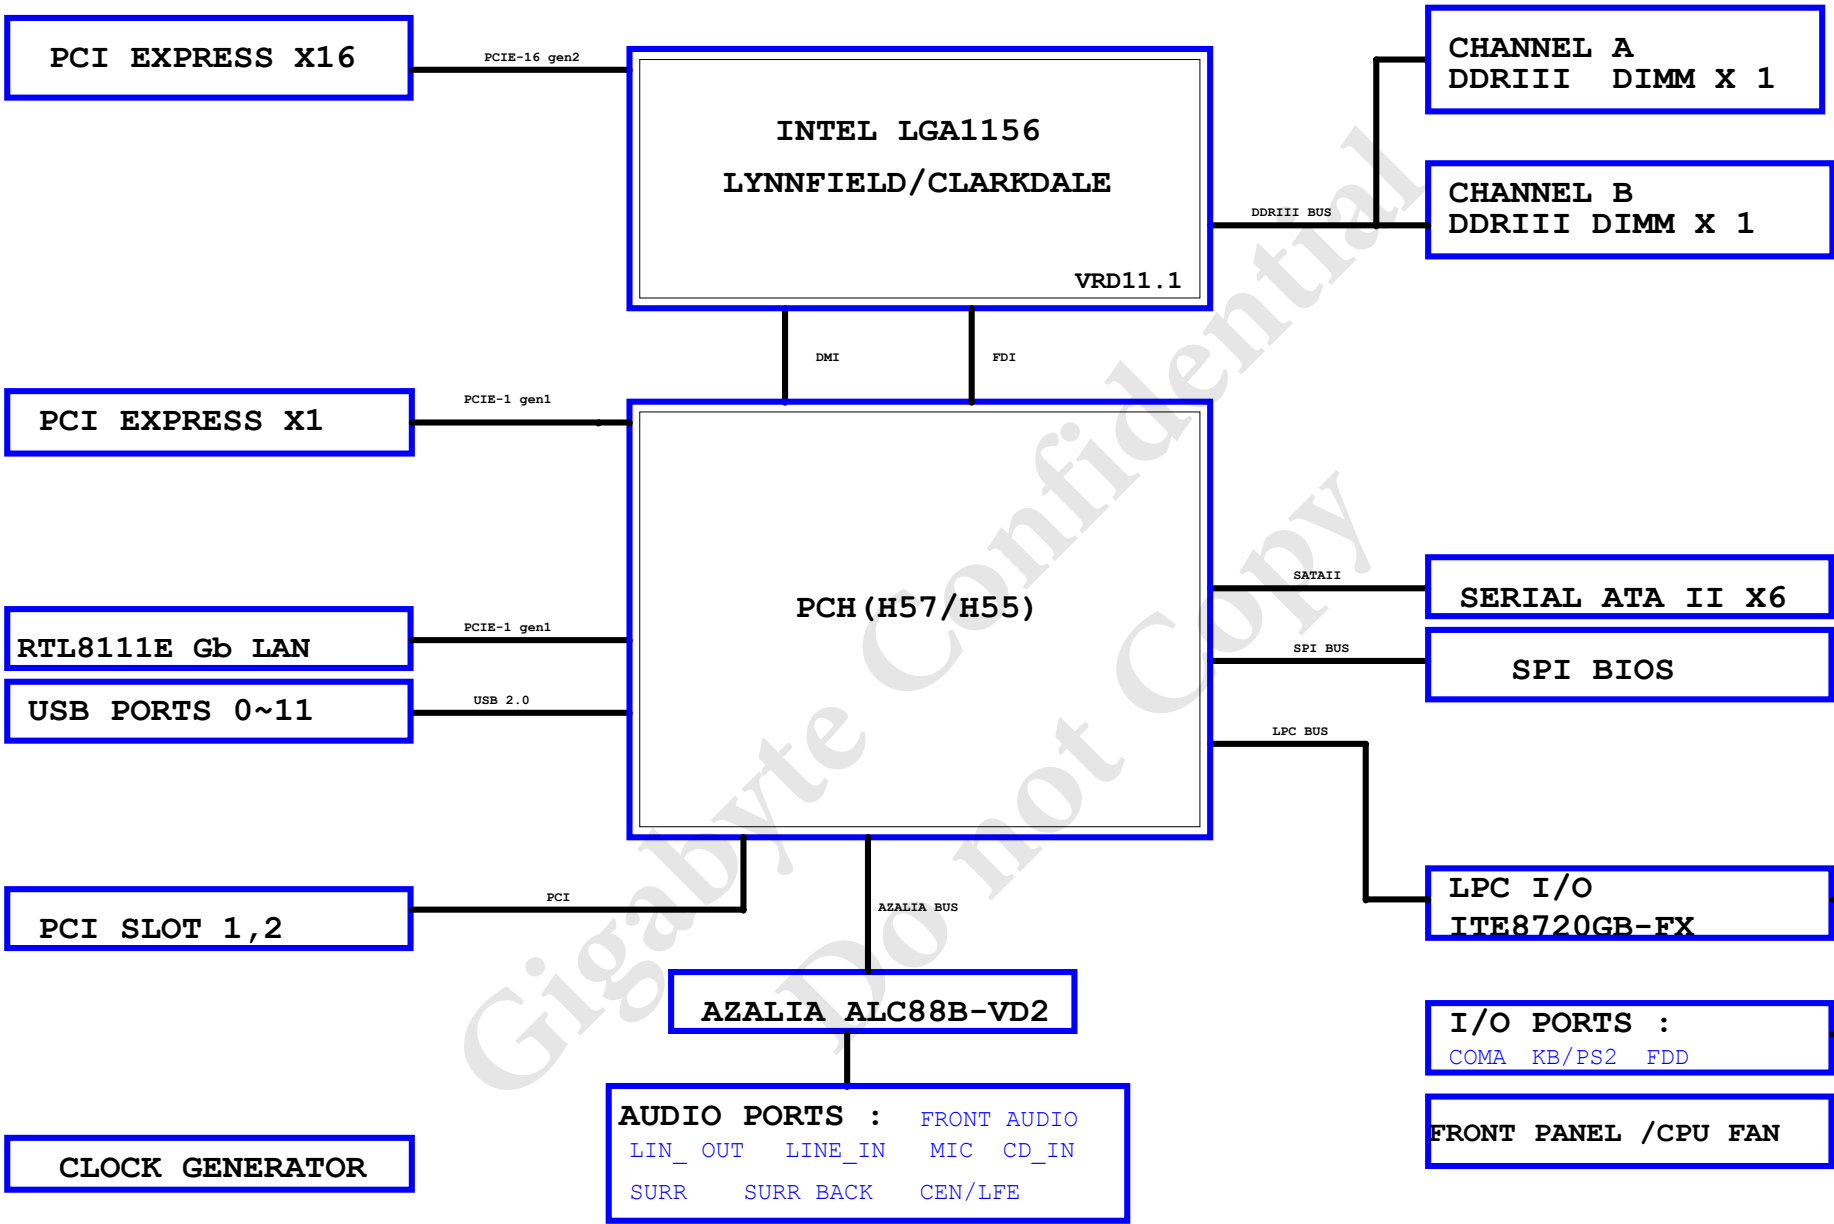 PCI EXPRESS X16
PCIE-16 gen2
INTEL LGA1156
LYNNFIELD/CLARKDALE
VRD11.1
DDRIII BUS
CHANNEL A
DDRIII DIMM X 1
CHANNEL B
DDRIII DIMM X 1
DMI
FDI
PCI EXPRESS X1
PCIE-1 gen1
PCH(H57/H55)
RTL8111E Gb LAN
PCIE-1 gen1
USB PORTS 0~11
USB 2.0
SATAII
SERIAL ATA II X6
SPI BUS
SPI BIOS
LPC BUS
LPC I/O
ITE8720GB-FX
PCI SLOT 1,2
PCI
AZALIA BUS
AZALIA ALC88B-VD2
I/O PORTS :
COMA KB/PS2 FDD
AUDIO PORTS : FRONT AUDIO
LIN_ OUT LINE_IN MIC CD_IN
SURR SURR BACK CEN/LFE
FRONT PANEL /CPU FAN
CLOCK GENERATOR
Gigabyte Confidential
Do not Copy